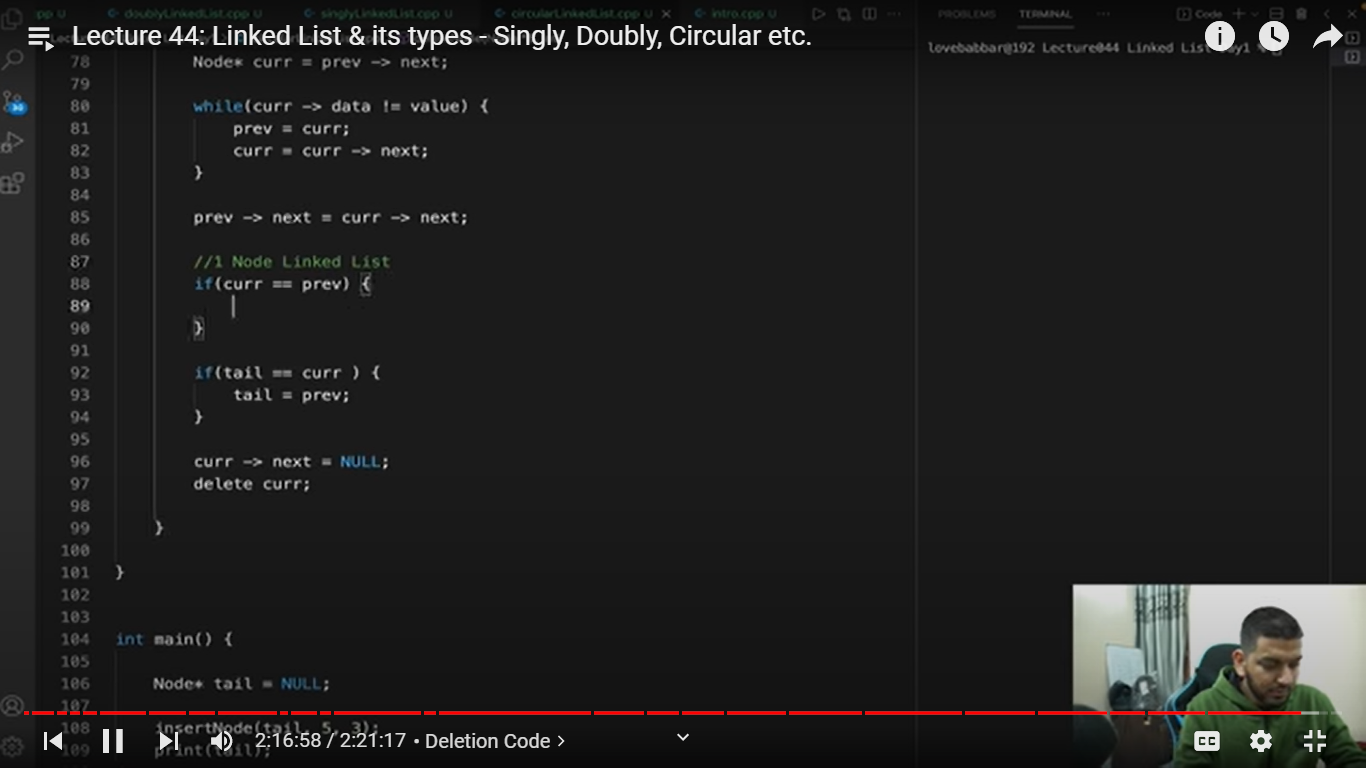 doublyLinkedList.cpp U singlyLinkedList.cpp U circularLinkedList.cpp U × intro.cpp U ··· PROBLEMS TERMINAL ··· Code
Lecture 44: Linked List & its types - Singly, Doubly, Circular etc.
lovebabbar@192 Lecture044 Linked List
78 Node* curr = prev -> next;
79
80 while(curr -> data != value) {
81 prev = curr;
82 curr = curr -> next;
83 }
84
85 prev -> next = curr -> next;
86
87 //1 Node Linked List
88 if(curr == prev) {
89
90 }
91
92 if(tail == curr ) {
93 tail = prev;
94 }
95
96 curr -> next = NULL;
97 delete curr;
98
99 }
100
101 }
102
103
104 int main() {
105
106 Node* tail = NULL;
107
108 insertNode(tail, 5, 3);
109 print(tail);
2:16:58 / 2:21:17 • Deletion Code ›
CC